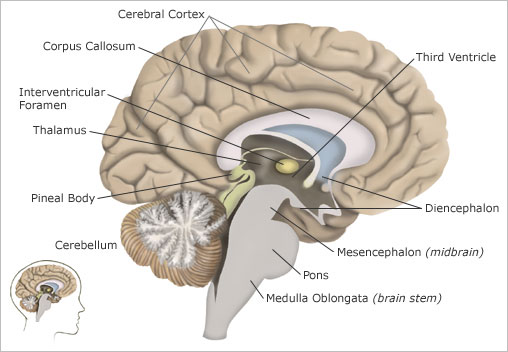 Cerebral Cortex
Corpus Callosum
Third Ventricle
Interventricular
Foramen
Thalamus
Pineal Body
Diencephalon
Cerebellum
Mesencephalon (midbrain)
Pons
Medulla Oblongata (brain stem)